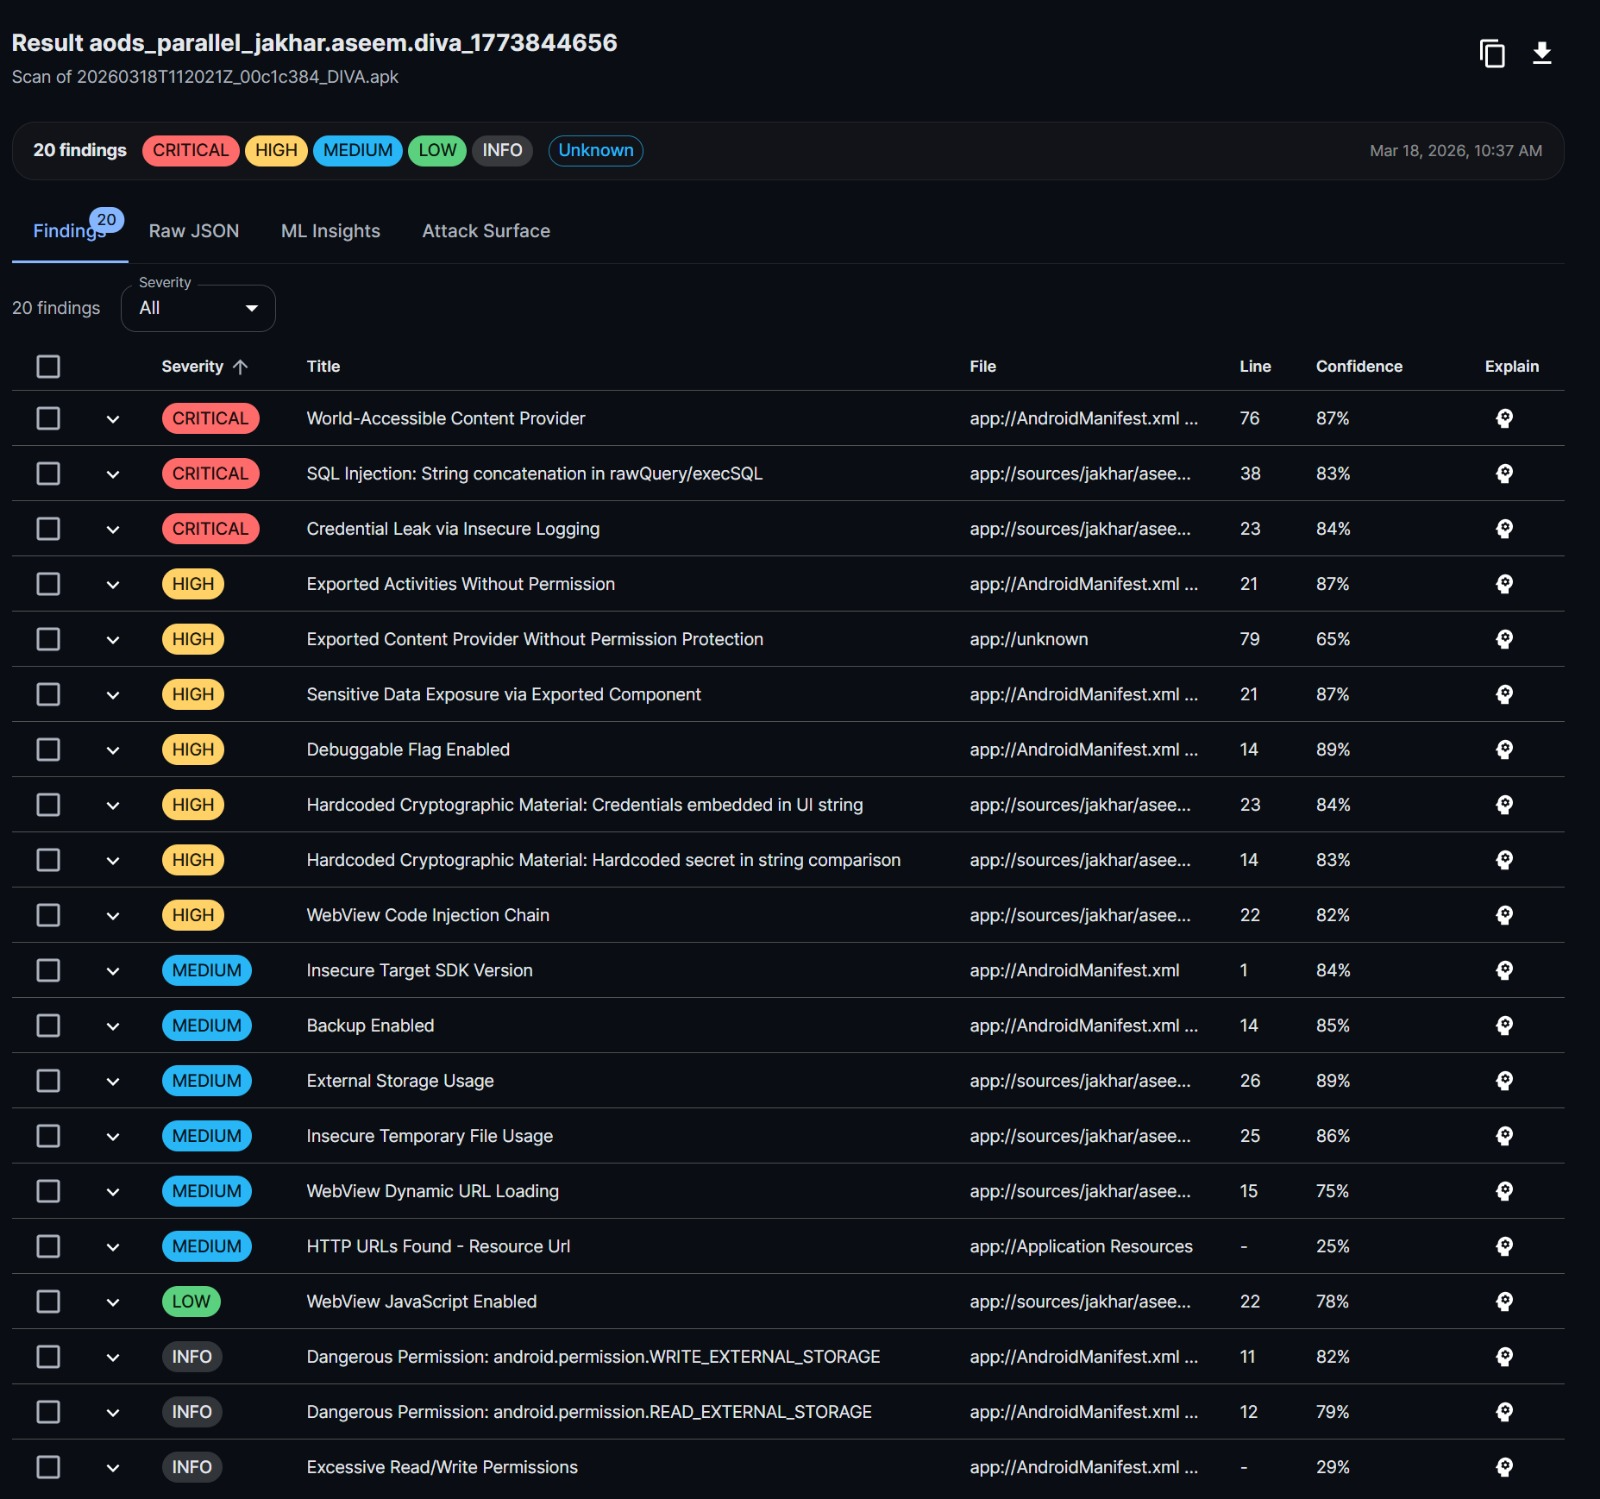 Result aods_parallel_jakhar.aseem.diva_1773844656
Scan of 20260318T112021Z_00c1c384_DIVA.apk
20 findings CRITICAL HIGH MEDIUM LOW INFO Unknown Mar 18, 2026, 10:37 AM
Findings 20 Raw JSON ML Insights Attack Surface
20 findings Severity All
Severity Title File Line Confidence Explain
CRITICAL World-Accessible Content Provider app://AndroidManifest.xml ... 76 87%
CRITICAL SQL Injection: String concatenation in rawQuery/execSQL app://sources/jakhar/asee... 38 83%
CRITICAL Credential Leak via Insecure Logging app://sources/jakhar/asee... 23 84%
HIGH Exported Activities Without Permission app://AndroidManifest.xml ... 21 87%
HIGH Exported Content Provider Without Permission Protection app://unknown 79 65%
HIGH Sensitive Data Exposure via Exported Component app://AndroidManifest.xml ... 21 87%
HIGH Debuggable Flag Enabled app://AndroidManifest.xml ... 14 89%
HIGH Hardcoded Cryptographic Material: Credentials embedded in UI string app://sources/jakhar/asee... 23 84%
HIGH Hardcoded Cryptographic Material: Hardcoded secret in string comparison app://sources/jakhar/asee... 14 83%
HIGH WebView Code Injection Chain app://sources/jakhar/asee... 22 82%
MEDIUM Insecure Target SDK Version app://AndroidManifest.xml 1 84%
MEDIUM Backup Enabled app://AndroidManifest.xml ... 14 85%
MEDIUM External Storage Usage app://sources/jakhar/asee... 26 89%
MEDIUM Insecure Temporary File Usage app://sources/jakhar/asee... 25 86%
MEDIUM WebView Dynamic URL Loading app://sources/jakhar/asee... 15 75%
MEDIUM HTTP URLs Found - Resource Url app://Application Resources - 25%
LOW WebView JavaScript Enabled app://sources/jakhar/asee... 22 78%
INFO Dangerous Permission: android.permission.WRITE_EXTERNAL_STORAGE app://AndroidManifest.xml ... 11 82%
INFO Dangerous Permission: android.permission.READ_EXTERNAL_STORAGE app://AndroidManifest.xml ... 12 79%
INFO Excessive Read/Write Permissions app://AndroidManifest.xml ... - 29%